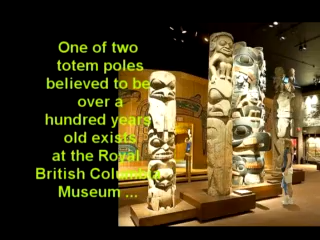 One of two
totem poles
believed to be
over a
hundred years
old exists
at the Royal
British Columbia
Museum ...